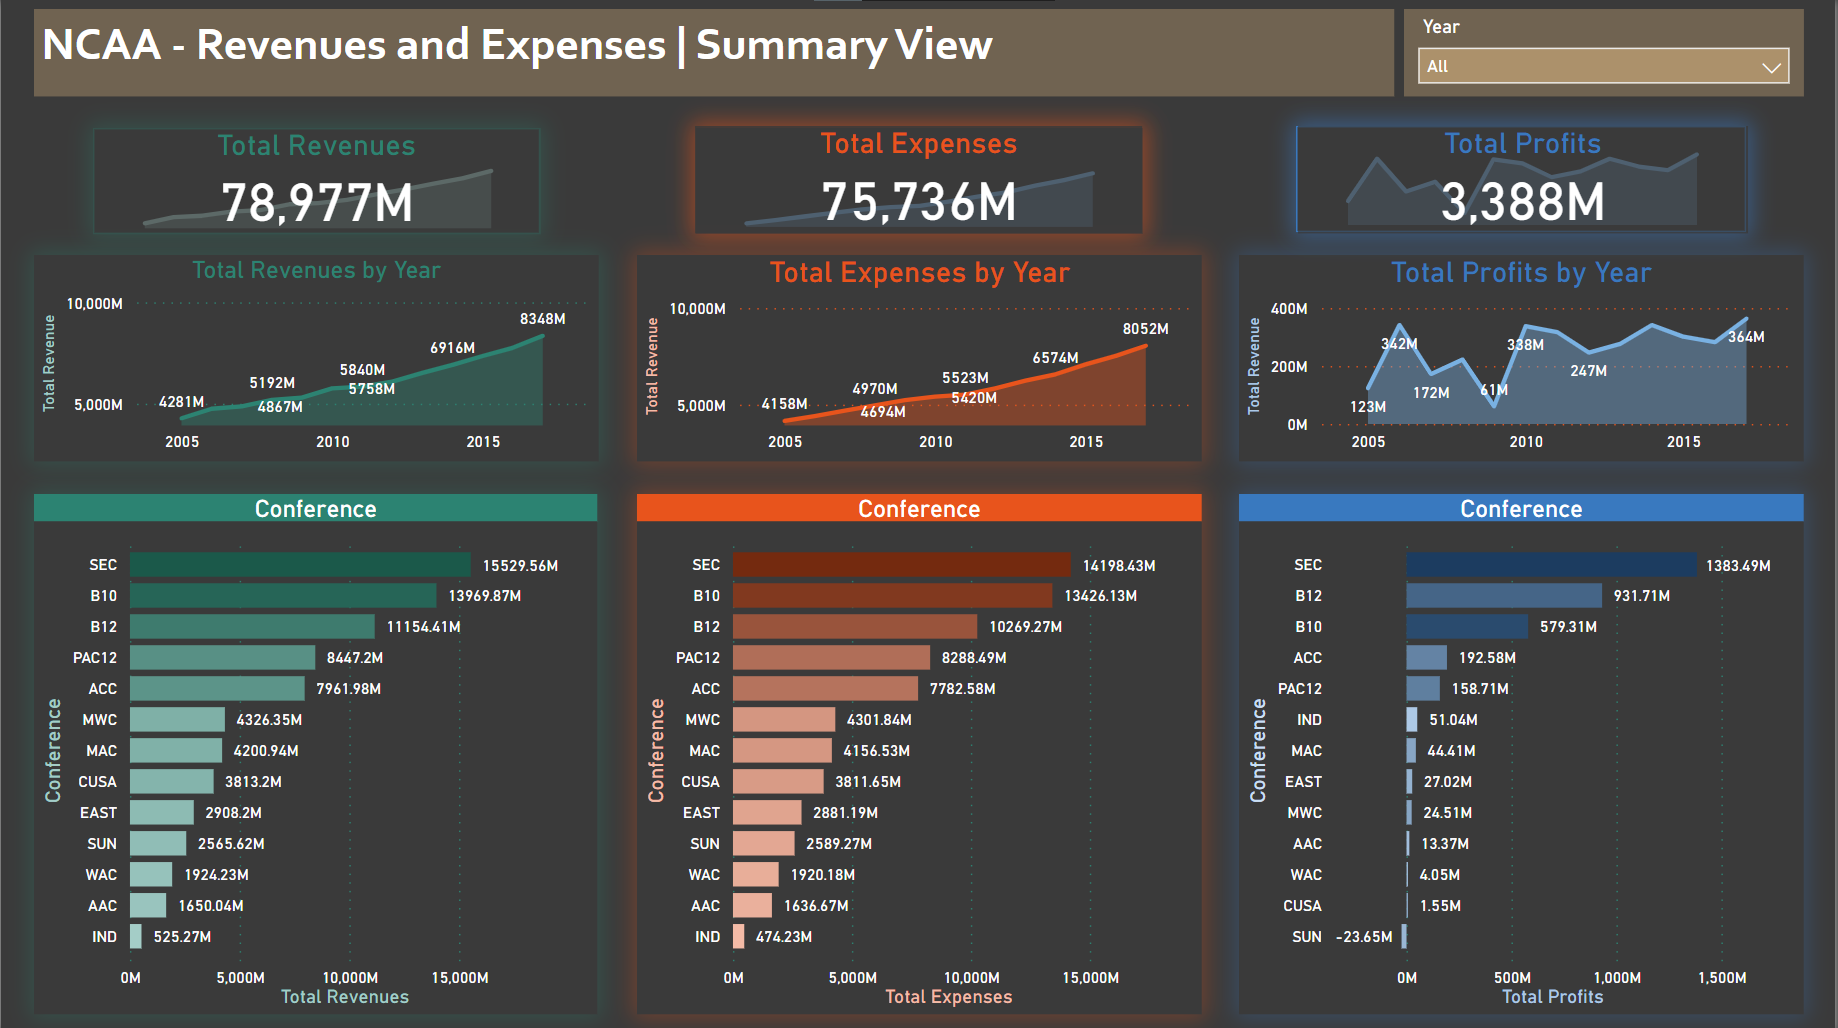 NCAA - Revenues and Expenses | Summary View
Year
All
Total Revenues
78,977M
Total Expenses
75,736M
Total Profits
3,388M
Total Revenues by Year
Total Revenue
10,000M
5,000M
4281M
5192M
4867M
5840M
5758M
6916M
8348M
2005
2010
2015
Total Expenses by Year
Total Revenue
10,000M
5,000M
4158M
4970M
4694M
5523M
5420M
6574M
8052M
2005
2010
2015
Total Profits by Year
Total Revenue
400M
200M
0M
123M
342M
172M
61M
338M
247M
364M
2005
2010
2015
Conference
Conference
SEC 15529.56M
B10 13969.87M
B12 11154.41M
PAC12 8447.2M
ACC 7961.98M
MWC 4326.35M
MAC 4200.94M
CUSA 3813.2M
EAST 2908.2M
SUN 2565.62M
WAC 1924.23M
AAC 1650.04M
IND 525.27M
0M 5,000M 10,000M 15,000M
Total Revenues
Conference
Conference
SEC 14198.43M
B10 13426.13M
B12 10269.27M
PAC12 8288.49M
ACC 7782.58M
MWC 4301.84M
MAC 4156.53M
CUSA 3811.65M
EAST 2881.19M
SUN 2589.27M
WAC 1920.18M
AAC 1636.67M
IND 474.23M
0M 5,000M 10,000M 15,000M
Total Expenses
Conference
Conference
SEC 1383.49M
B12 931.71M
B10 579.31M
ACC 192.58M
PAC12 158.71M
IND 51.04M
MAC 44.41M
EAST 27.02M
MWC 24.51M
AAC 13.37M
WAC 4.05M
CUSA 1.55M
SUN -23.65M
0M 500M 1,000M 1,500M
Total Profits